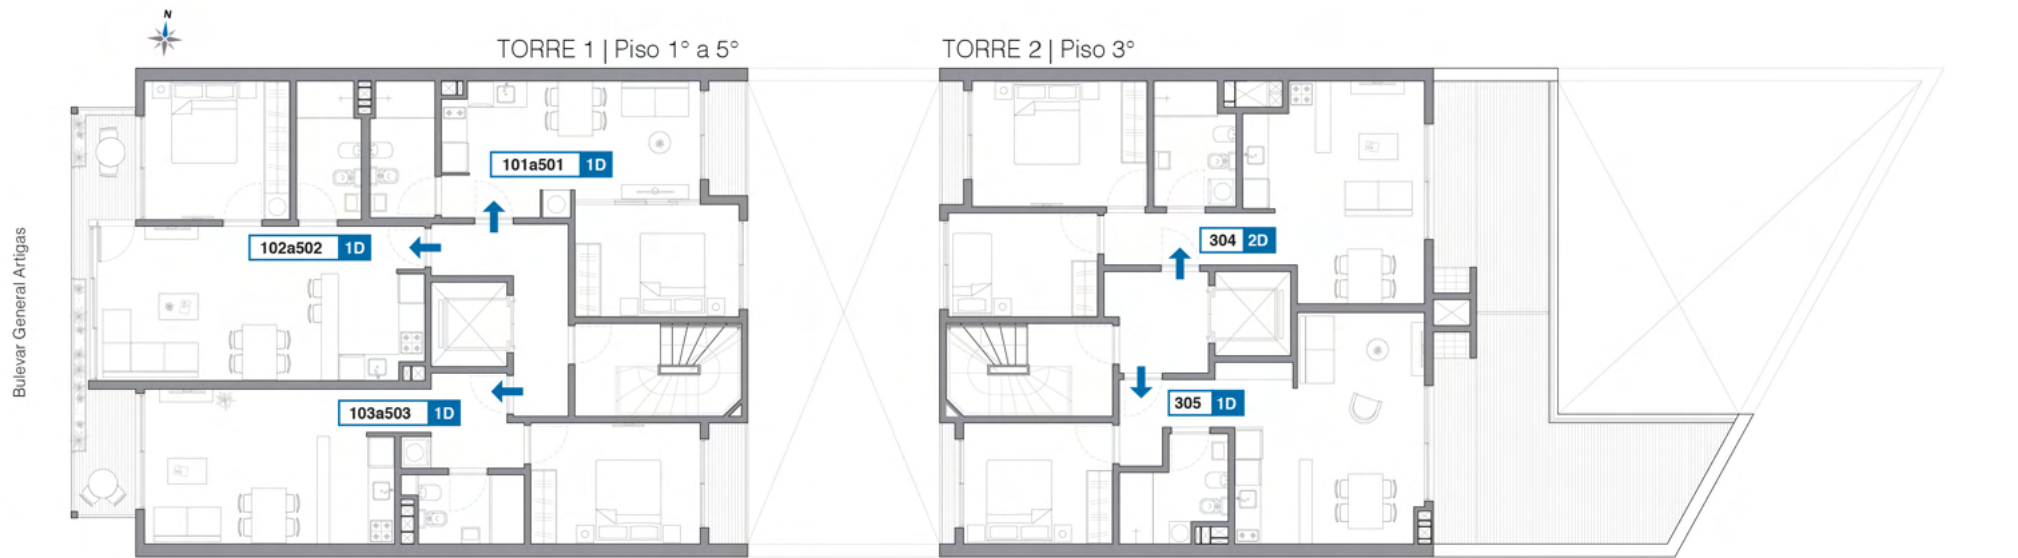 N
TORRE 1 | Piso 1° a 5°
TORRE 2 | Piso 3°
101a501 1D
102a502 1D
304 2D
Bulevar General Artigas
305 1D
103a503 1D